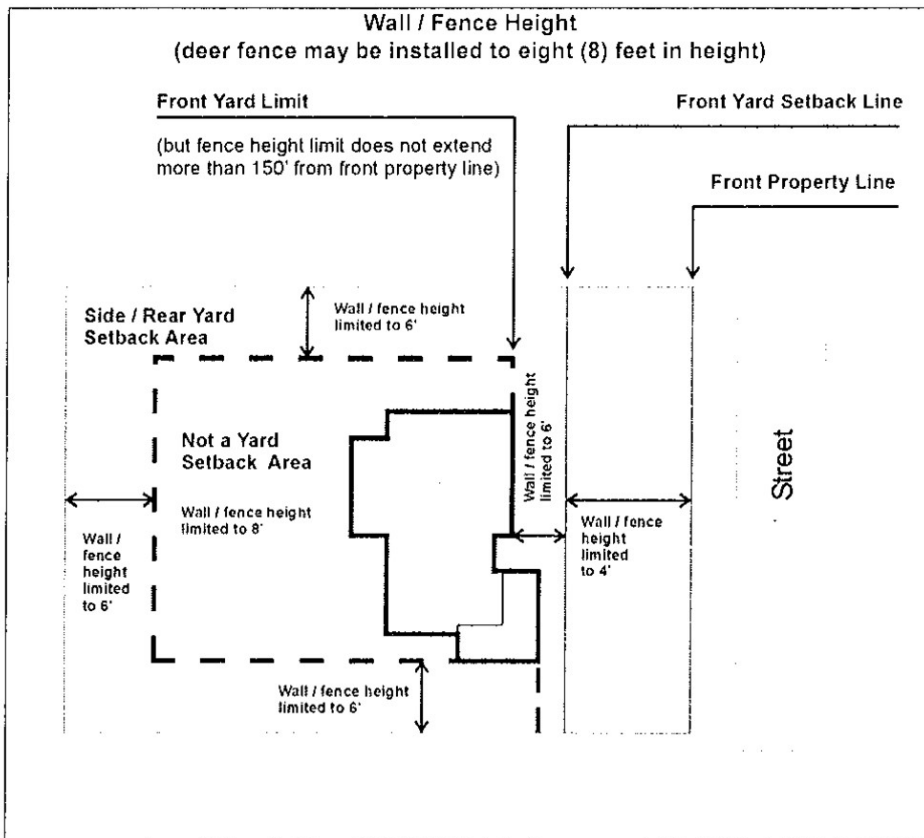 Wall / Fence Height
(deer fence may be installed to eight (8) feet in height)
Front Yard Limit
(but fence height limit does not extend
more than 150' from front property line)
Front Yard Setback Line
Front Property Line
Side / Rear Yard
Setback Area
Wall / fence height
limited to 6'
Not a Yard
Setback Area
Wall / fence height
limited to 8'
Wall / fence height
limited to 6'
Wall /
fence
height
limited
to 6'
Wall / fence
height
limited
to 4'
Street
Wall / fence height
limited to 6'